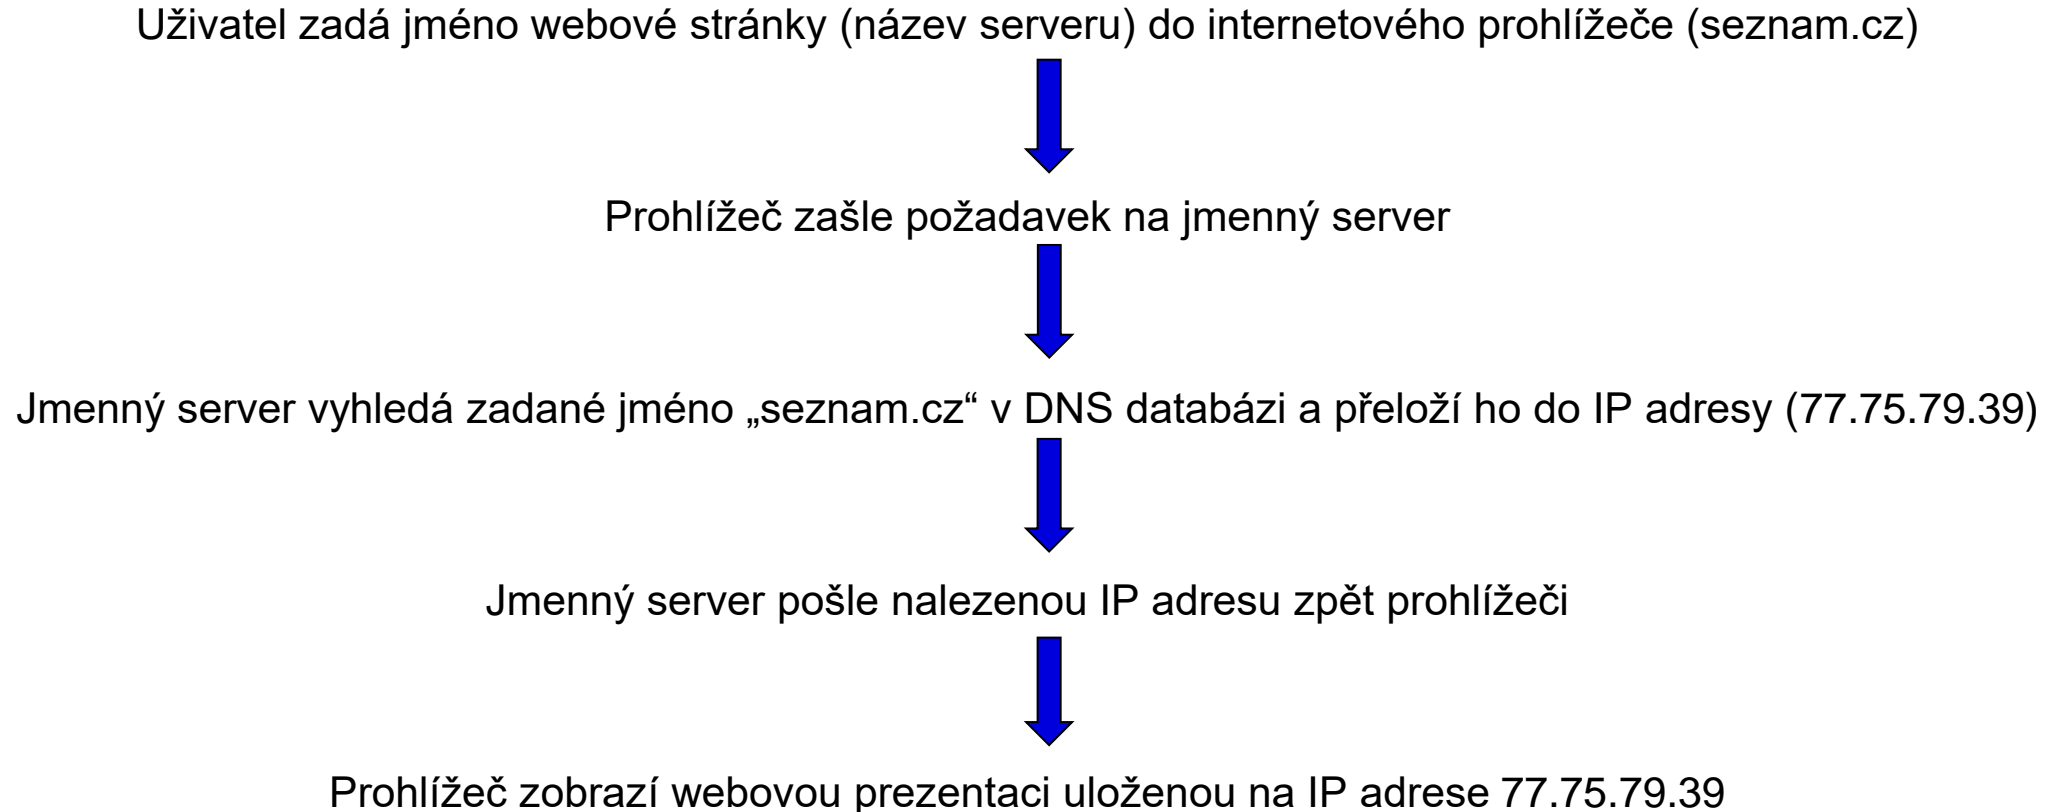 Uživatel zadá jméno webové stránky (název serveru) do internetového prohlížeče (seznam.cz)
Prohlížeč zašle požadavek na jmenný server
Jmenný server vyhledá zadané jméno „seznam.cz“ v DNS databázi a přeloží ho do IP adresy (77.75.79.39)
Jmenný server pošle nalezenou IP adresu zpět prohlížeči
Prohlížeč zobrazí webovou prezentaci uloženou na IP adrese 77.75.79.39